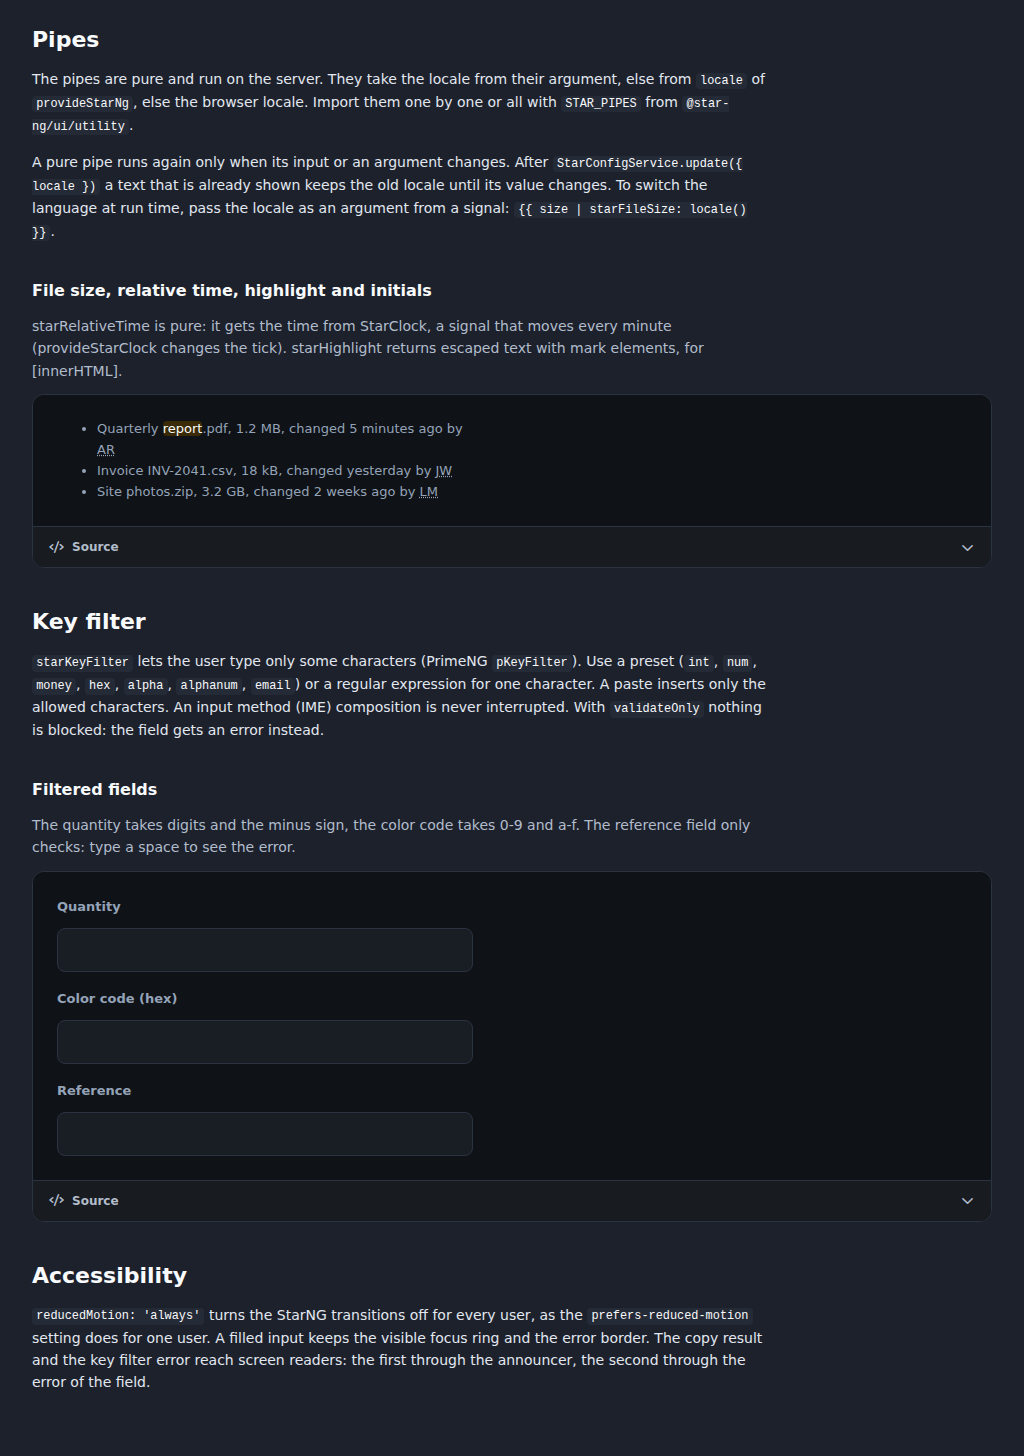 Pipes
The pipes are pure and run on the server. They take the locale from their argument, else from locale of
provideStarNg, else the browser locale. Import them one by one or all with STAR_PIPES from @star-
ng/ui/utility.
A pure pipe runs again only when its input or an argument changes. After StarConfigService.update({
locale }) a text that is already shown keeps the old locale until its value changes. To switch the
language at run time, pass the locale as an argument from a signal: {{ size | starFileSize: locale()
}}.
File size, relative time, highlight and initials
starRelativeTime is pure: it gets the time from StarClock, a signal that moves every minute
(provideStarClock changes the tick). starHighlight returns escaped text with mark elements, for
[innerHTML].
• Quarterly report.pdf, 1.2 MB, changed 5 minutes ago by
AR
• Invoice INV-2041.csv, 18 kB, changed yesterday by JW
• Site photos.zip, 3.2 GB, changed 2 weeks ago by LM
Source
Key filter
starKeyFilter lets the user type only some characters (PrimeNG pKeyFilter). Use a preset (int, num,
money, hex, alpha, alphanum, email) or a regular expression for one character. A paste inserts only the
allowed characters. An input method (IME) composition is never interrupted. With validateOnly nothing
is blocked: the field gets an error instead.
Filtered fields
The quantity takes digits and the minus sign, the color code takes 0-9 and a-f. The reference field only
checks: type a space to see the error.
Quantity
Color code (hex)
Reference
Source
Accessibility
reducedMotion: 'always' turns the StarNG transitions off for every user, as the prefers-reduced-motion
setting does for one user. A filled input keeps the visible focus ring and the error border. The copy result
and the key filter error reach screen readers: the first through the announcer, the second through the
error of the field.